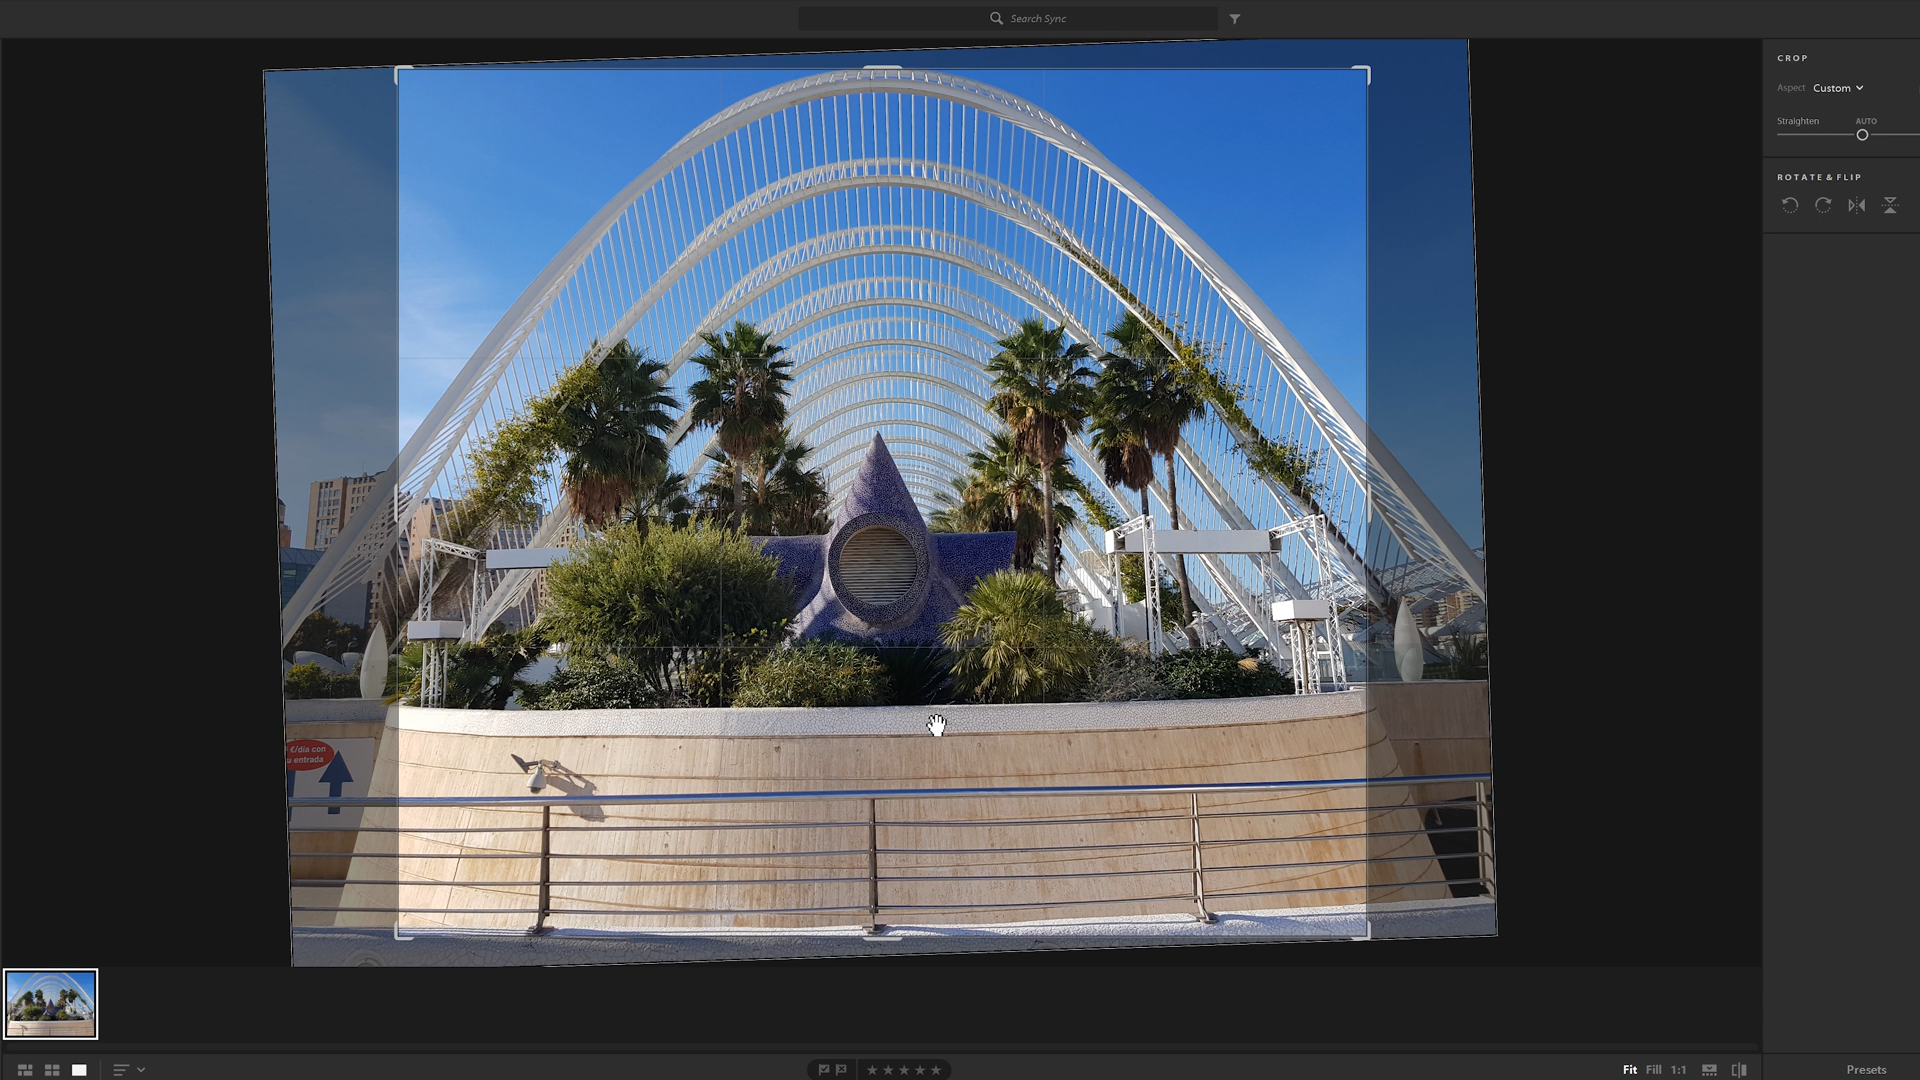 Search Sync
CROP
Aspect Custom
Straighten AUTO
ROTATE & FLIP
€/día con
entrada
Fit Fill 1:1
Presets